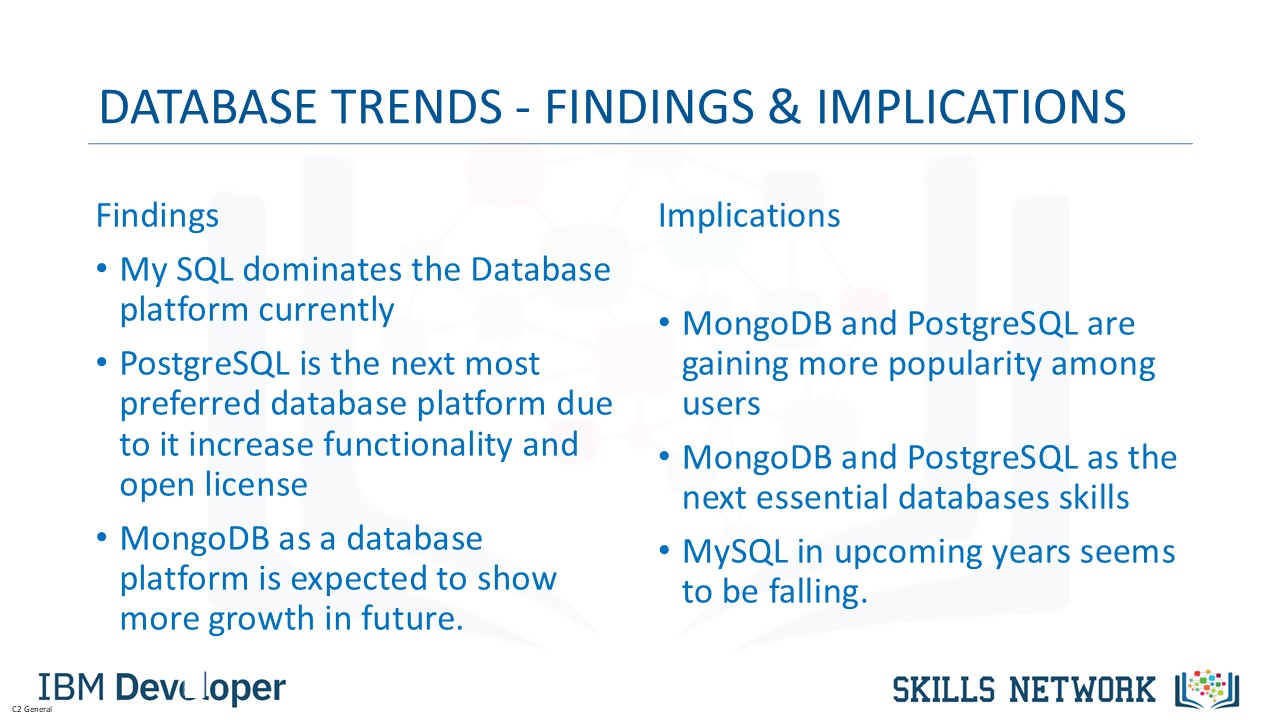 DATABASE TRENDS - FINDINGS & IMPLICATIONS
Findings
• My SQL dominates the Database
platform currently
• PostgreSQL is the next most
preferred database platform due
to it increase functionality and
open license
• MongoDB as a database
platform is expected to show
more growth in future.
Implications
• MongoDB and PostgreSQL are
gaining more popularity among
users
• MongoDB and PostgreSQL as the
next essential databases skills
• MySQL in upcoming years seems
to be falling.
IBM Developer
C2 General
SKILLS NETWORK